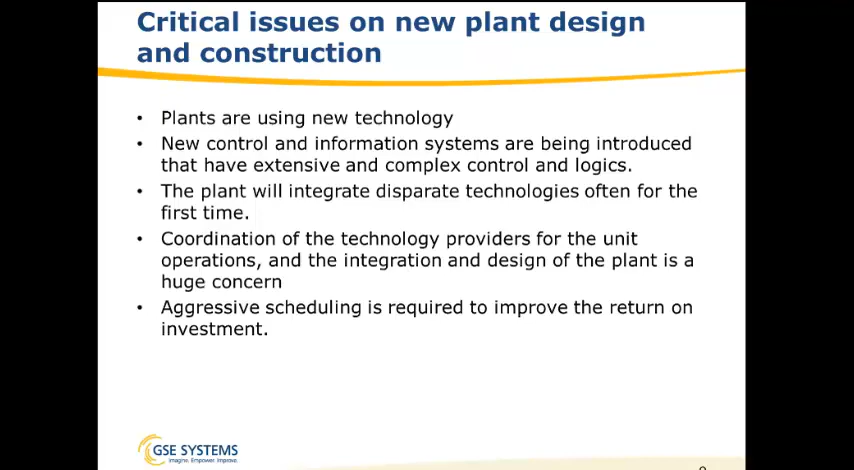 Critical issues on new plant design
and construction
• Plants are using new technology
• New control and information systems are being introduced
that have extensive and complex control and logics.
• The plant will integrate disparate technologies often for the
first time.
• Coordination of the technology providers for the unit
operations, and the integration and design of the plant is a
huge concern
• Aggressive scheduling is required to improve the return on
investment.
GSE SYSTEMS
Imagine. Empower. Improve.